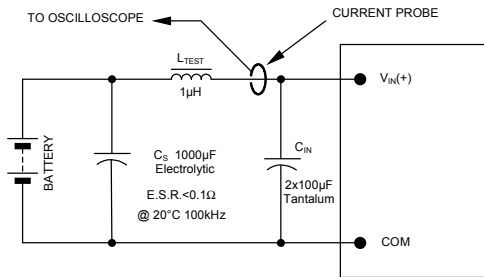 TO OSCILLOSCOPE
CURRENT PROBE
LTEST
1µH
VIN(+)
BATTERY
CS 1000µF
Electrolytic
E.S.R.<0.1Ω
@ 20°C 100kHz
CIN
2x100µF
Tantalum
COM